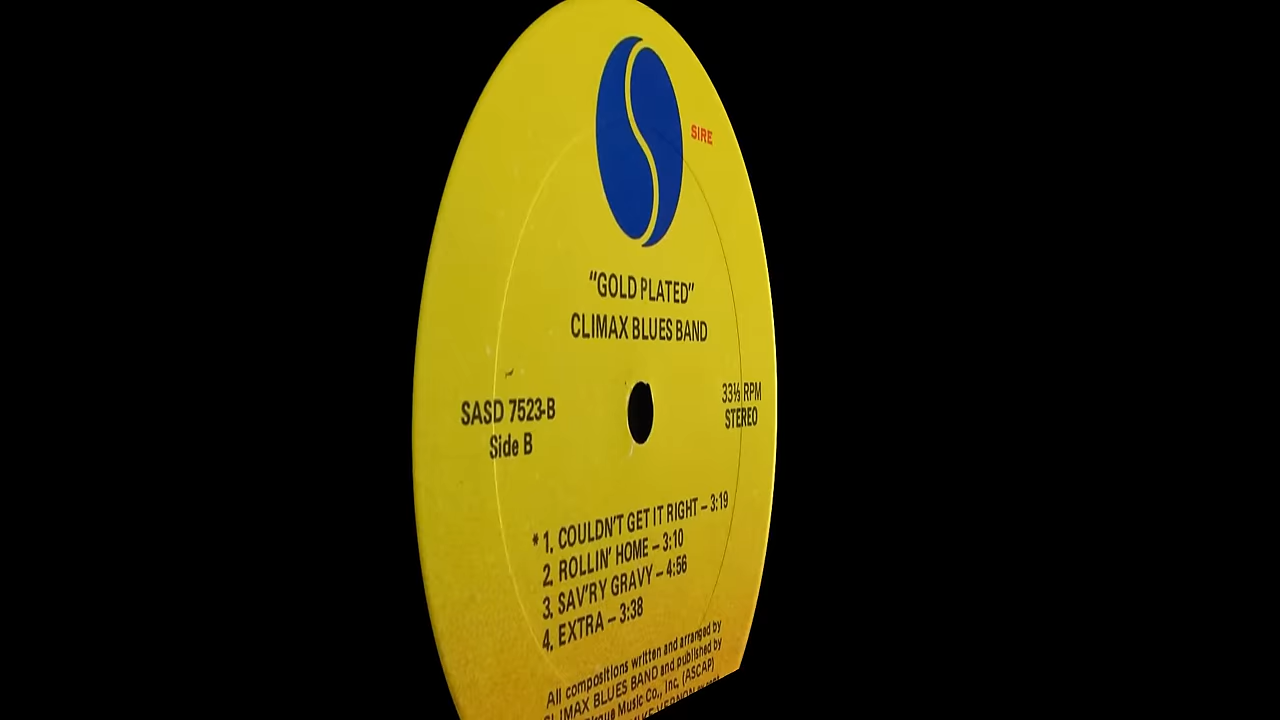 SIRE
"GOLD PLATED"
CLIMAX BLUES BAND
SASD 7523-B
Side B
33⅓ RPM
STEREO
* 1. COULDN'T GET IT RIGHT – 3:19
2. ROLLIN' HOME – 3:10
3. SAV'RY GRAVY – 4:56
4. EXTRA – 3:38
All compositions written and arranged by
CLIMAX BLUES BAND and published by
Music Co., Inc. (ASCAP)